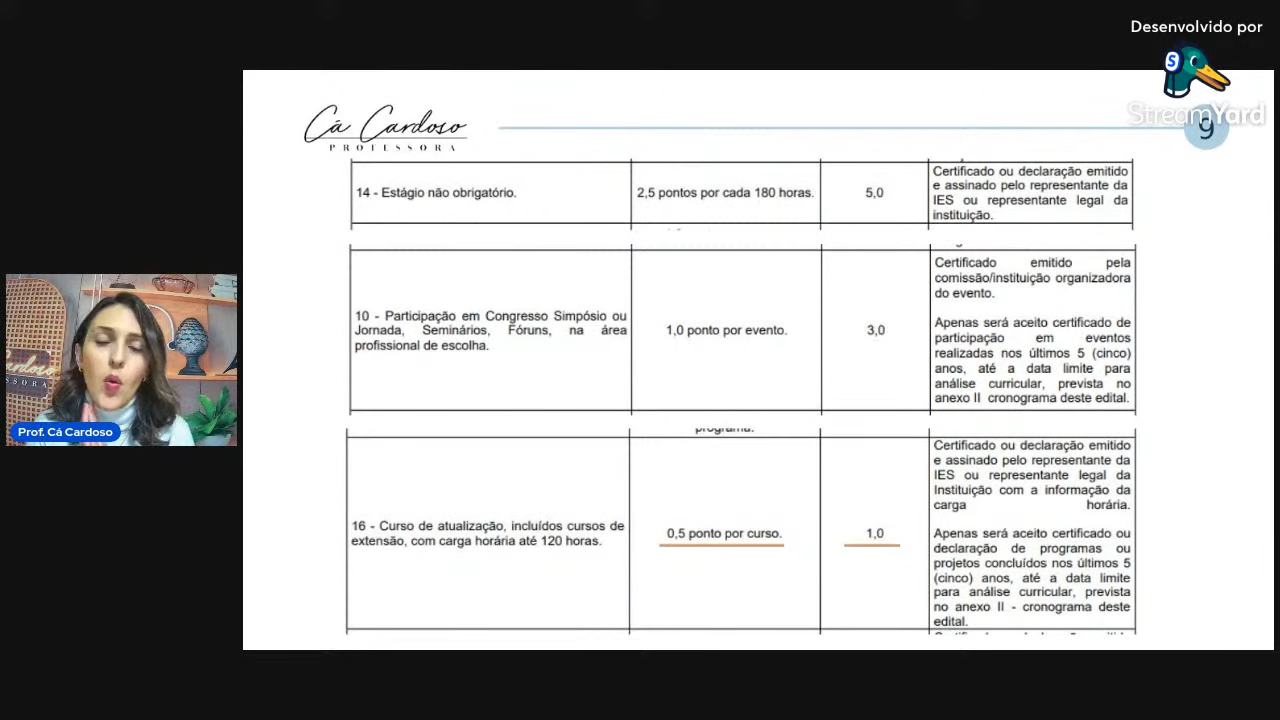 Desenvolvido por
StreamYard
Cá Cardoso
PROFESSORA
9
14 - Estágio não obrigatório.
2,5 pontos por cada 180 horas.
5,0
Certificado ou declaração emitido
e assinado pelo representante da
IES ou representante legal da
instituição.
10 - Participação em Congresso Simpósio ou
Jornada, Seminários, Fóruns, na área
profissional de escolha.
1,0 ponto por evento.
3,0
Certificado emitido pela
comissão/instituição organizadora
do evento.
Apenas será aceito certificado de
participação em eventos
realizadas nos últimos 5 (cinco)
anos, até a data limite para
análise curricular, prevista no
anexo II cronograma deste edital.
programa.
16 - Curso de atualização, incluídos cursos de
extensão, com carga horária até 120 horas.
0,5 ponto por curso.
1,0
Certificado ou declaração emitido
e assinado pelo representante da
IES ou representante legal da
Instituição com a informação da
carga horária.
Apenas será aceito certificado ou
declaração de programas ou
projetos concluídos nos últimos 5
(cinco) anos, até a data limite
para análise curricular, prevista
no anexo II - cronograma deste
edital.
Cardoso
Prof. Cá Cardoso